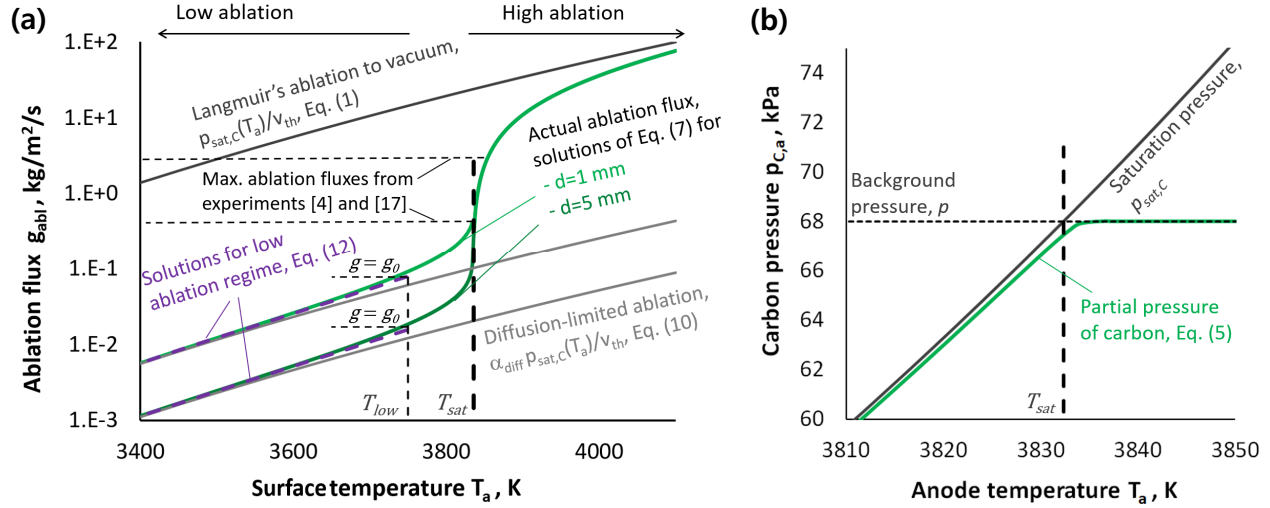 (a)
Low ablation
High ablation
Ablation flux g_abl, kg/m²/s
1.E+2
1.E+1
1.E+0
1.E-1
1.E-2
1.E-3
Langmuir's ablation to vacuum,
p_sat,C(T_a)/v_th, Eq. (1)
Actual ablation flux,
solutions of Eq. (7) for
- d=1 mm
- d=5 mm
Max. ablation fluxes from
experiments [4] and [17]
Solutions for low
ablation regime, Eq. (12)
g = g_0
g = g_0
Diffusion-limited ablation,
α_diff p_sat,C(T_a)/v_th, Eq. (10)
T_low
T_sat
3400
3600
3800
4000
Surface temperature T_a , K
(b)
Carbon pressure p_C,a, kPa
74
72
70
68
66
64
62
60
Saturation pressure,
p_sat,C
Background
pressure, p
Partial pressure
of carbon, Eq. (5)
T_sat
3810
3820
3830
3840
3850
Anode temperature T_a , K